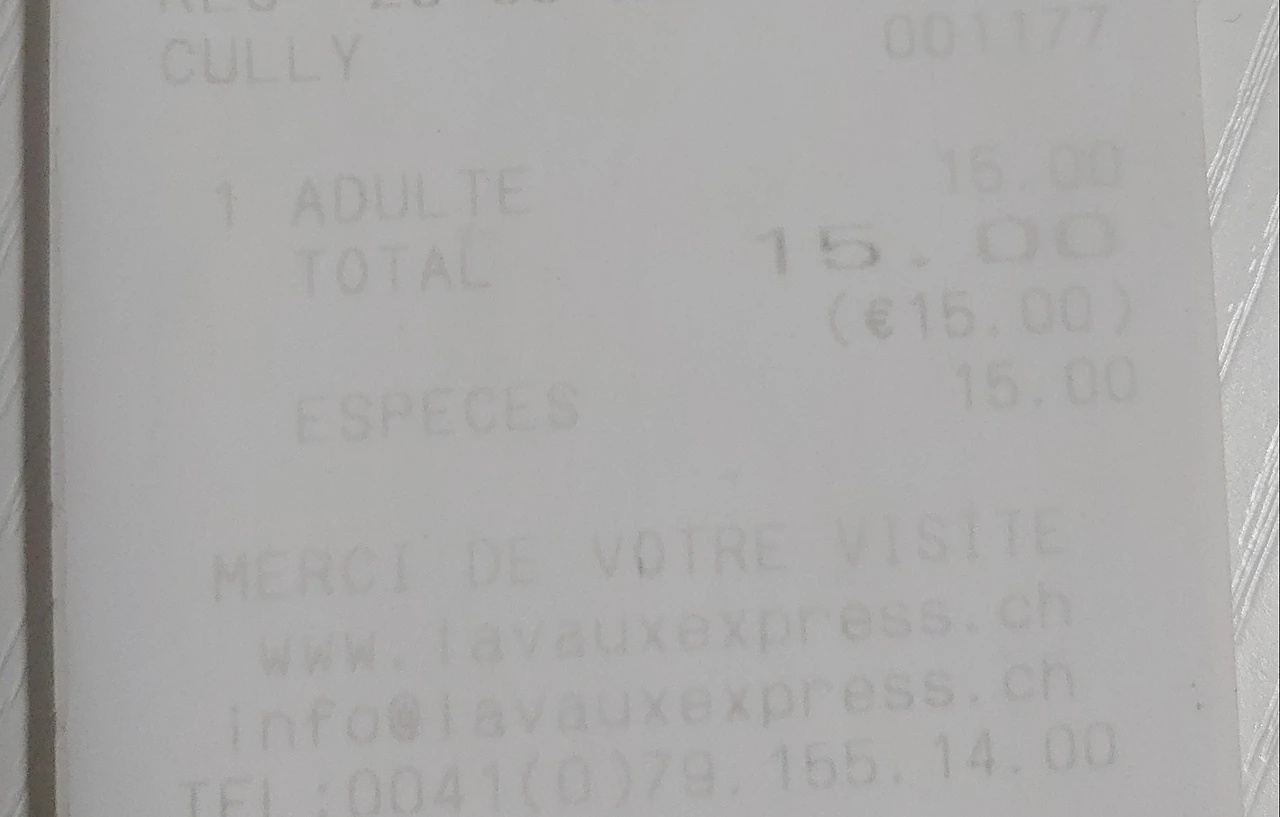 REG
CULLY 001177
1 ADULTE 15.00
TOTAL 15.00
(€15.00)
ESPECES 15.00
MERCI DE VOTRE VISITE
www.lavauxexpress.ch
info@lavauxexpress.ch
TEL:0041(0)79.155.14.00